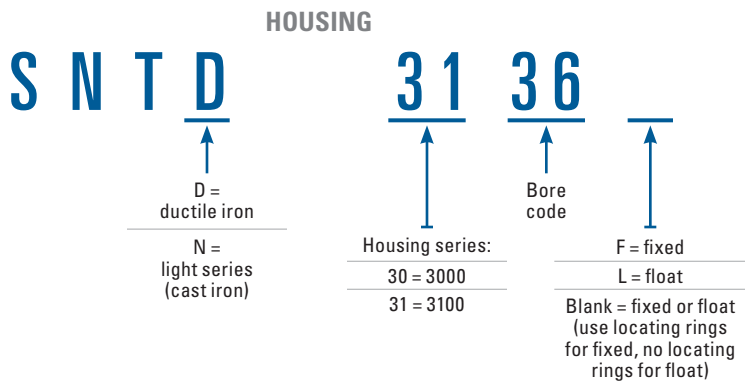 HOUSING
S N T D 31 36
D =
ductile iron
N =
light series
(cast iron)
Housing series:
30 = 3000
31 = 3100
Bore
code
F = fixed
L = float
Blank = fixed or float
(use locating rings
for fixed, no locating
rings for float)